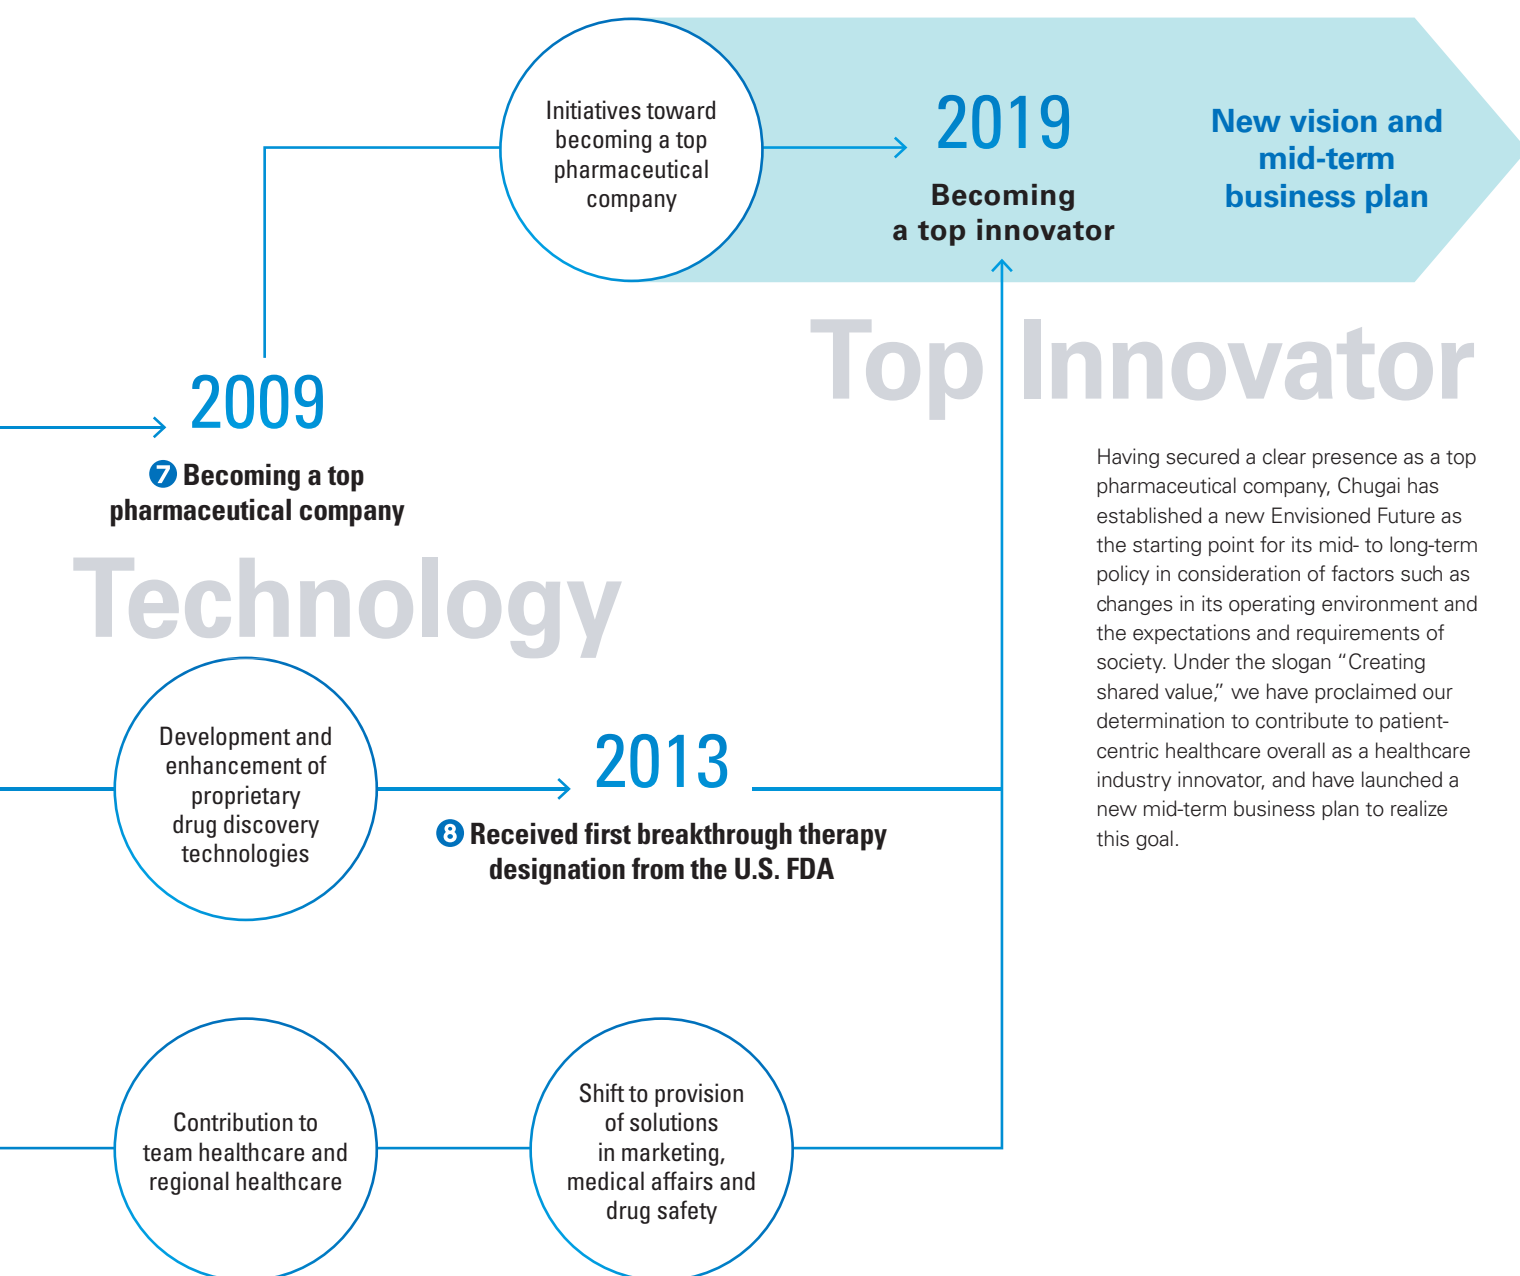 Initiatives toward
becoming a top
pharmaceutical
company
2019
Becoming
a top innovator
New vision and
mid-term
business plan
Top Innovator
2009
7 Becoming a top
pharmaceutical company
Technology
Having secured a clear presence as a top
pharmaceutical company, Chugai has
established a new Envisioned Future as
the starting point for its mid- to long-term
policy in consideration of factors such as
changes in its operating environment and
the expectations and requirements of
society. Under the slogan “Creating
shared value,” we have proclaimed our
determination to contribute to patient-
centric healthcare overall as a healthcare
industry innovator, and have launched a
new mid-term business plan to realize
this goal.
Development and
enhancement of
proprietary
drug discovery
technologies
2013
8 Received first breakthrough therapy
designation from the U.S. FDA
Contribution to
team healthcare and
regional healthcare
Shift to provision
of solutions
in marketing,
medical affairs and
drug safety